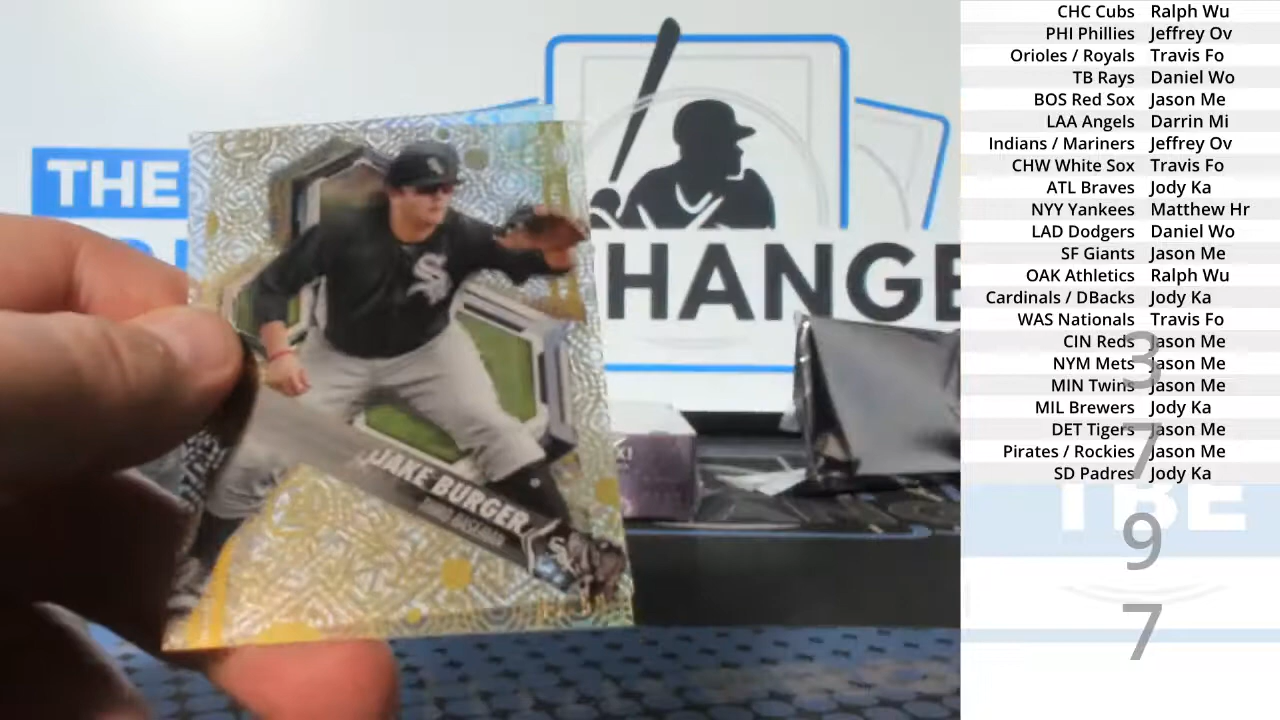 THE
HANGE
JAKE BURGER
THIRD BASEMAN
CHC Cubs Ralph Wu
PHI Phillies Jeffrey Ov
Orioles / Royals Travis Fo
TB Rays Daniel Wo
BOS Red Sox Jason Me
LAA Angels Darrin Mi
Indians / Mariners Jeffrey Ov
CHW White Sox Travis Fo
ATL Braves Jody Ka
NYY Yankees Matthew Hr
LAD Dodgers Daniel Wo
SF Giants Jason Me
OAK Athletics Ralph Wu
Cardinals / DBacks Jody Ka
WAS Nationals Travis Fo
CIN Reds Jason Me
NYM Mets Jason Me
MIN Twins Jason Me
MIL Brewers Jody Ka
DET Tigers Jason Me
Pirates / Rockies Jason Me
SD Padres Jody Ka
TBE
3
7
9
7